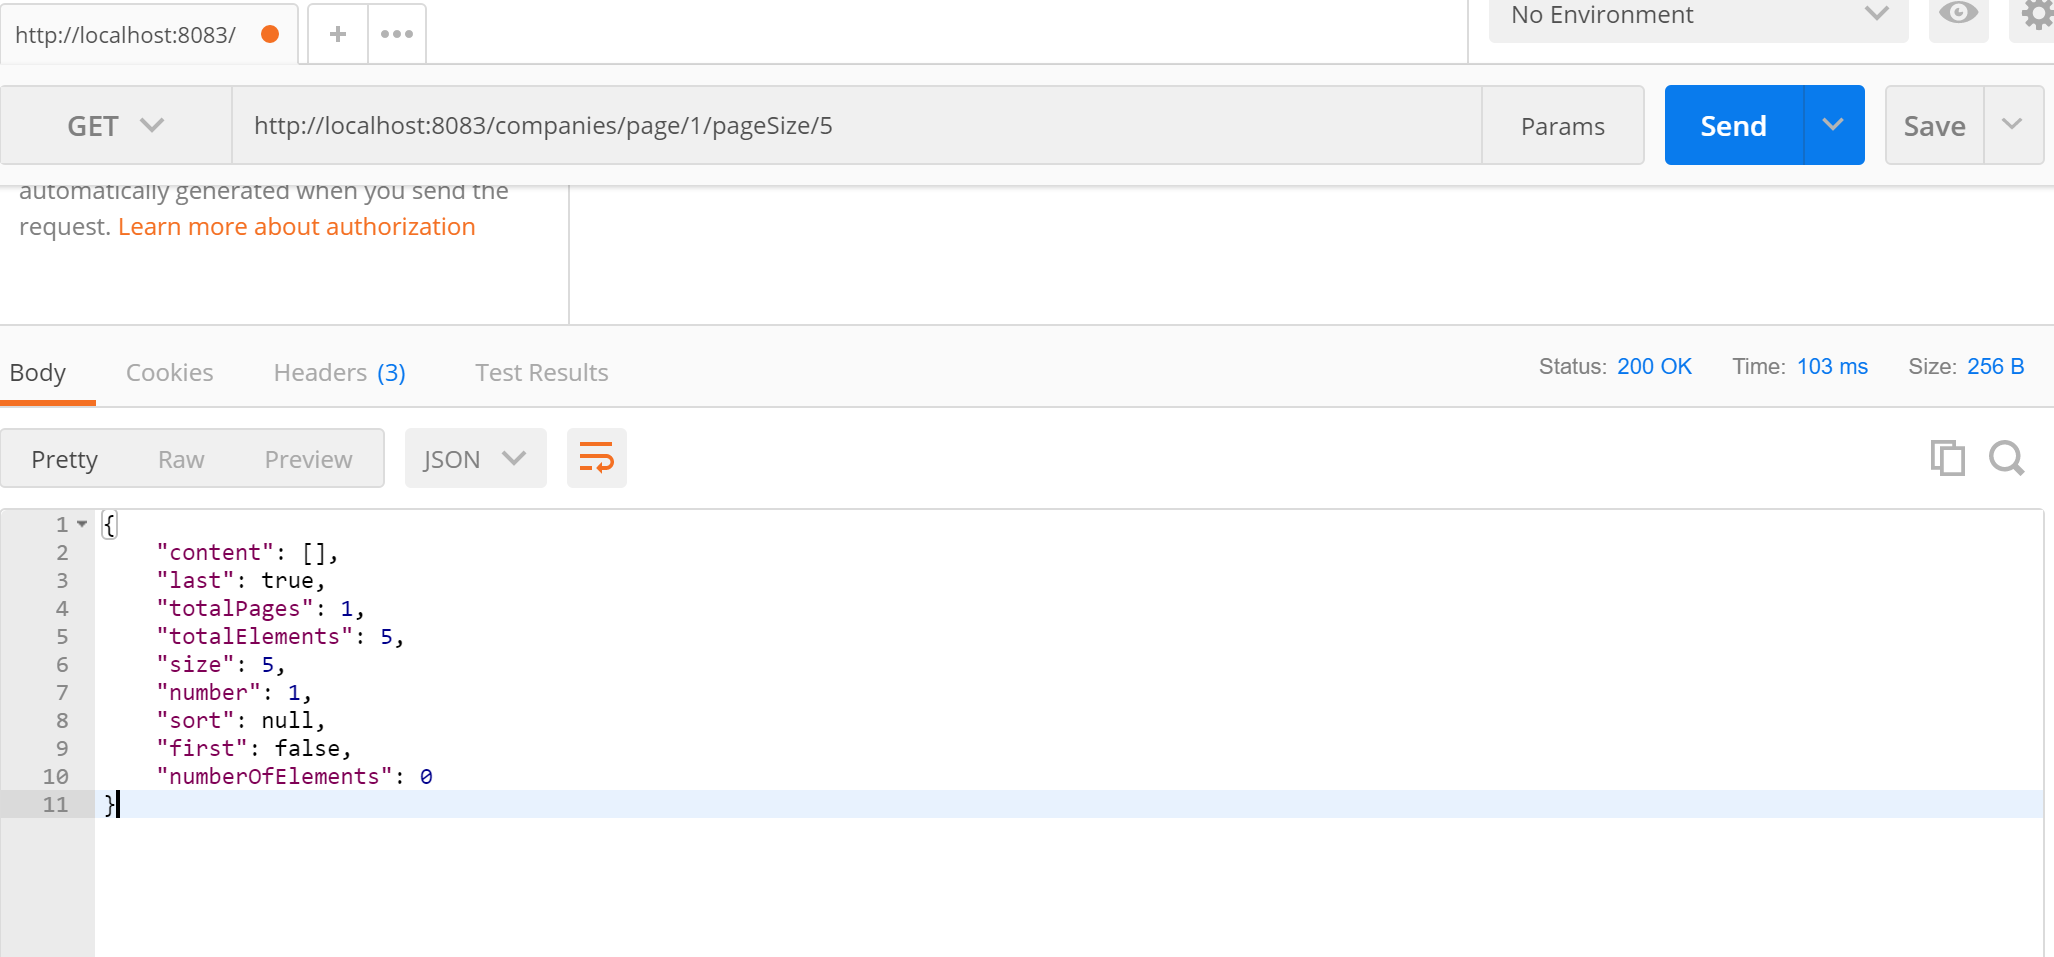 http://localhost:8083/
No Environment
GET http://localhost:8083/companies/page/1/pageSize/5 Params Send Save
automatically generated when you send the
request. Learn more about authorization
Body Cookies Headers (3) Test Results Status: 200 OK Time: 103 ms Size: 256 B
Pretty Raw Preview JSON
1 {
2 "content": [],
3 "last": true,
4 "totalPages": 1,
5 "totalElements": 5,
6 "size": 5,
7 "number": 1,
8 "sort": null,
9 "first": false,
10 "numberOfElements": 0
11 }